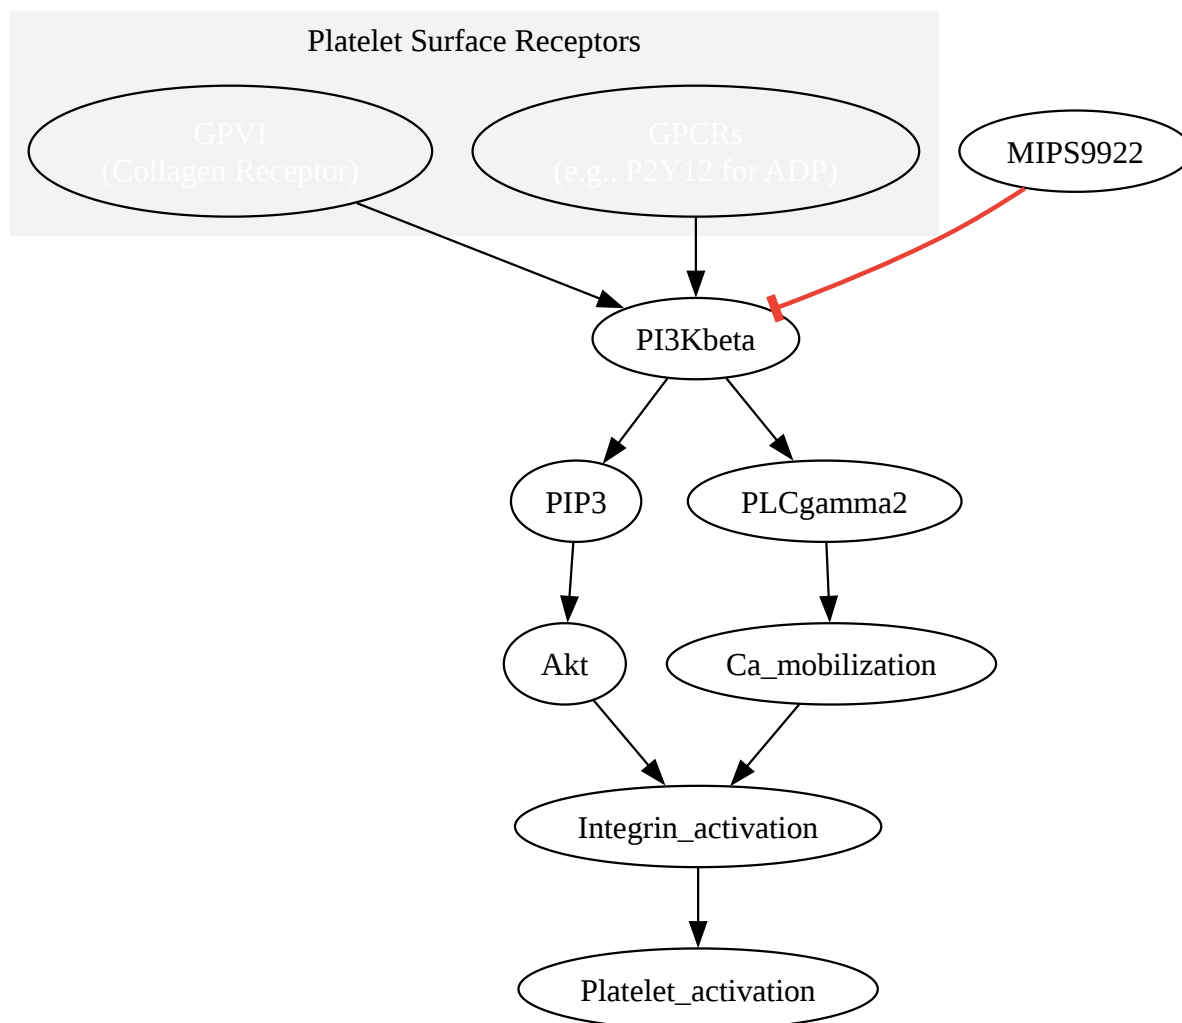 Platelet Surface Receptors
GPVI
(Collagen Receptor)
GPCRs
(e.g., P2Y12 for ADP)
MIPS9922
PI3Kbeta
PIP3
PLCgamma2
Akt
Ca_mobilization
Integrin_activation
Platelet_activation